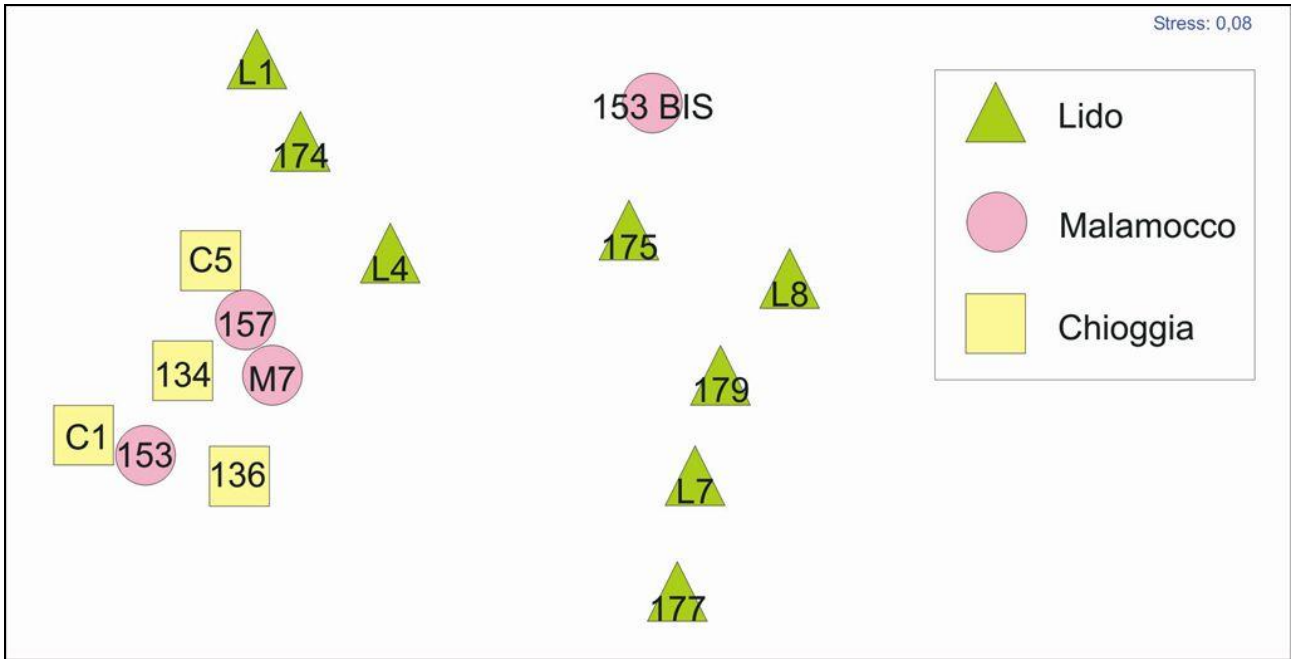 Stress: 0,08
L1
153 BIS
174
175
C5
L4
L8
157
134
M7
179
C1
153
136
L7
177
Lido
Malamocco
Chioggia